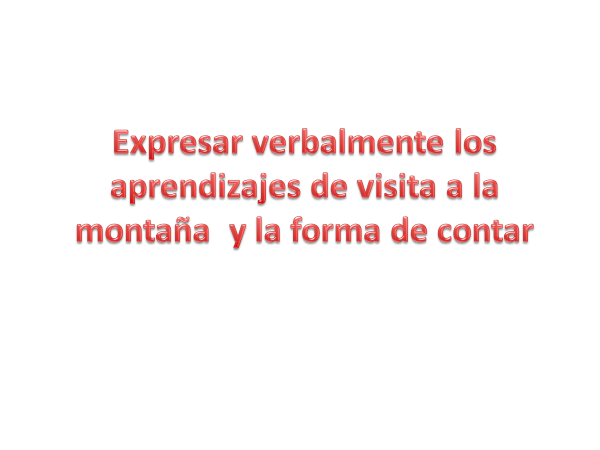 Expresar verbalmente los
aprendizajes de visita a la
montaña  y la forma de contar